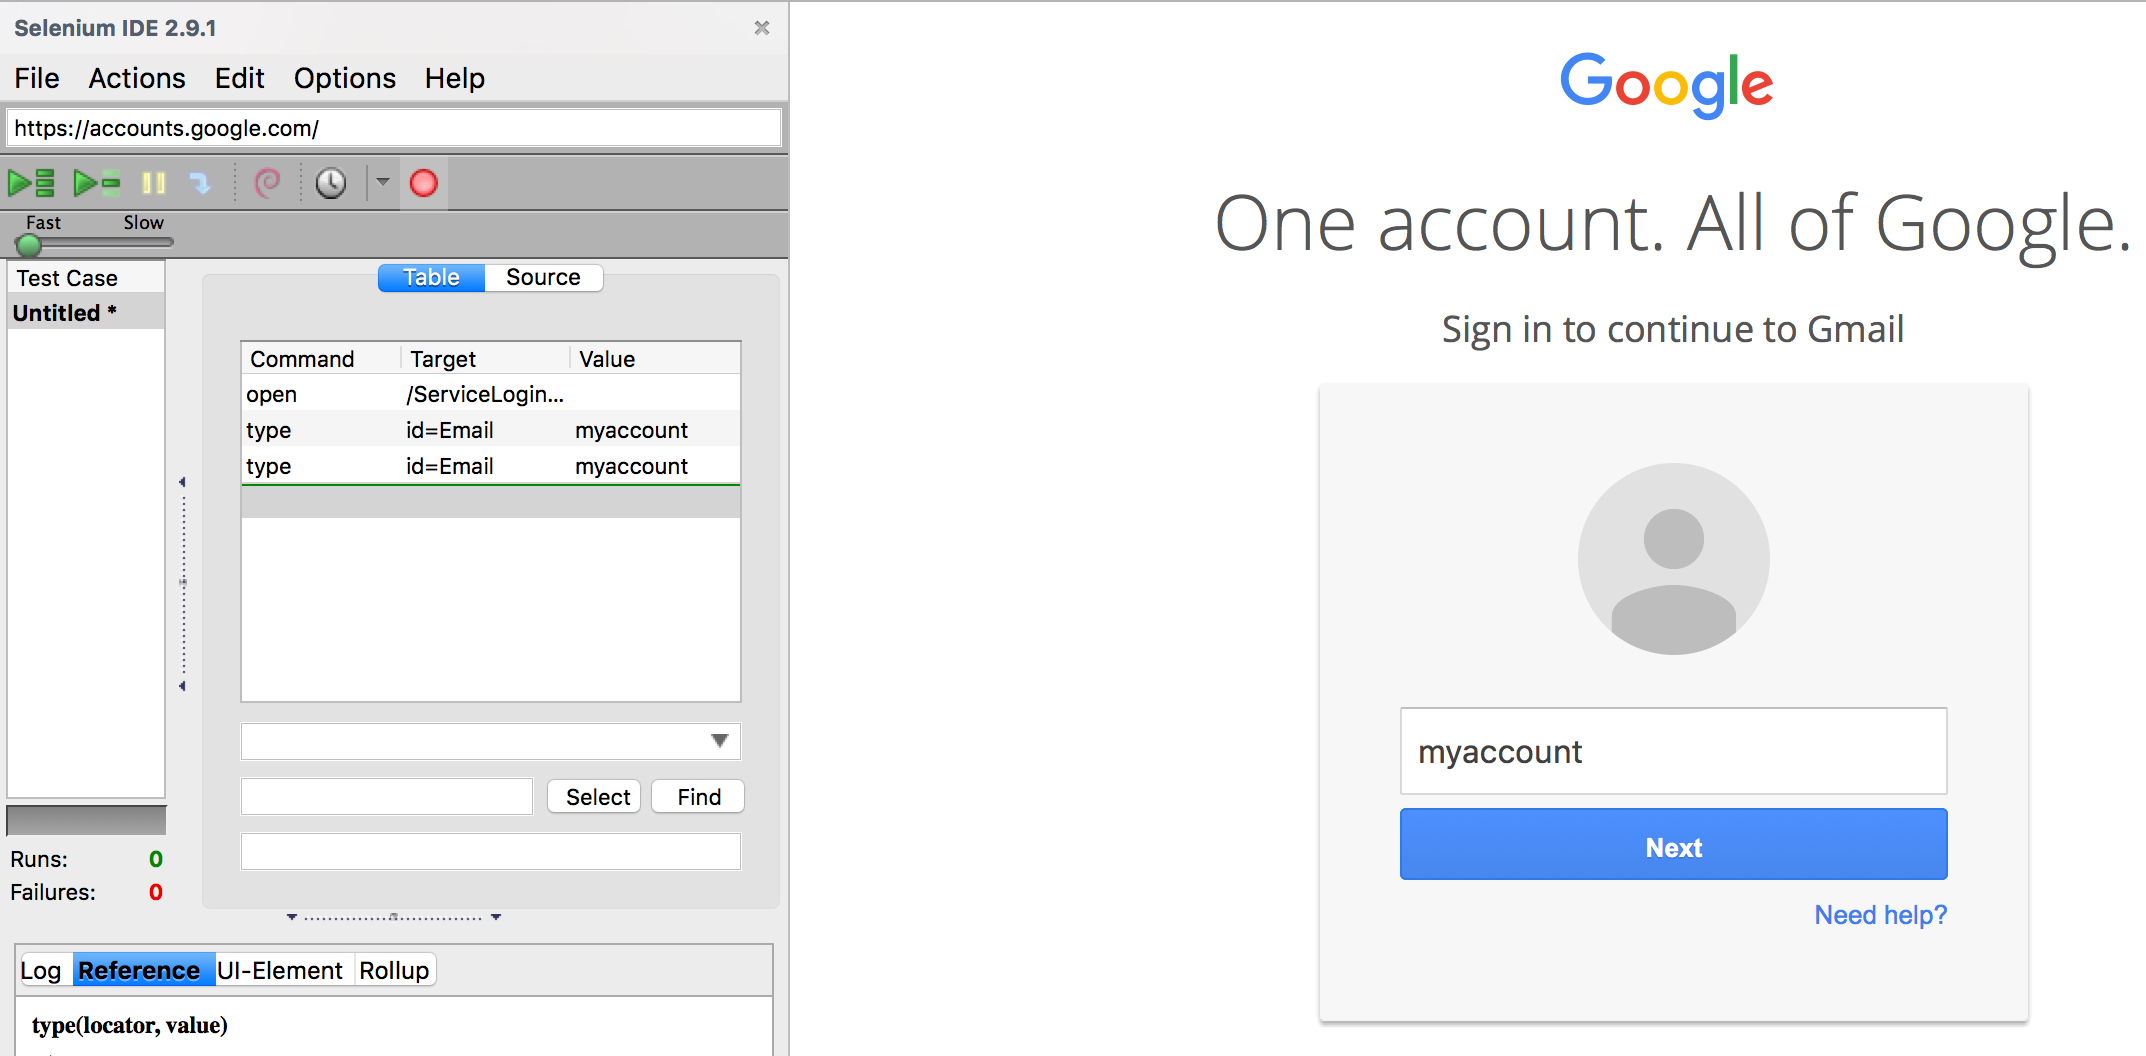 Selenium IDE 2.9.1
File Actions Edit Options Help
https://accounts.google.com/
Fast Slow
Test Case
Untitled *
Table Source
Command Target Value
open /ServiceLogin...
type id=Email myaccount
type id=Email myaccount
Select Find
Runs: 0
Failures: 0
Log Reference UI-Element Rollup
type(locator, value)
Google
One account. All of Google.
Sign in to continue to Gmail
myaccount
Next
Need help?